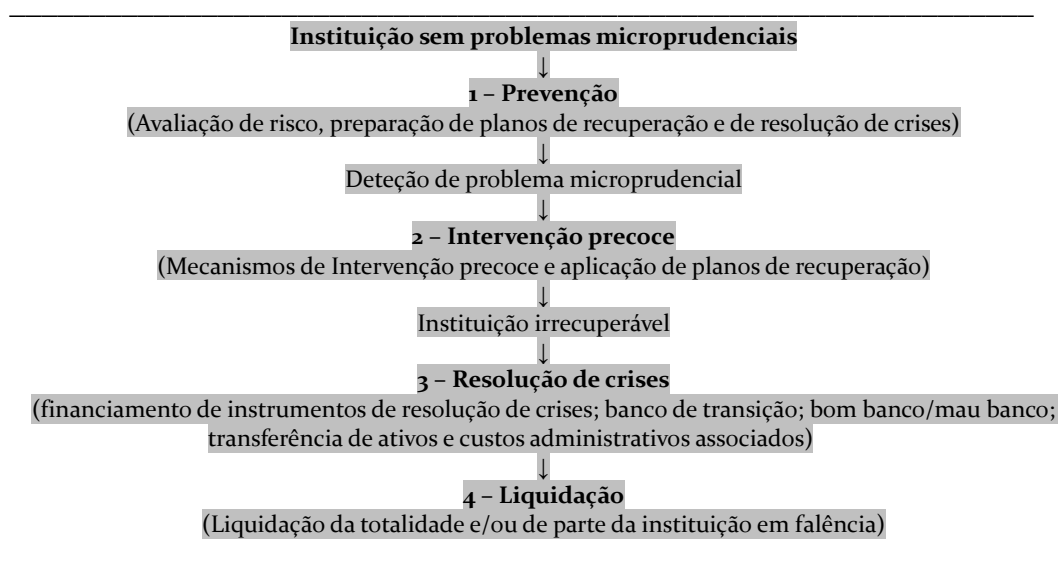 Instituição sem problemas microprudenciais
↓
1 – Prevenção
(Avaliação de risco, preparação de planos de recuperação e de resolução de crises)
↓
Deteção de problema microprudencial
↓
2 – Intervenção precoce
(Mecanismos de Intervenção precoce e aplicação de planos de recuperação)
↓
Instituição irrecuperável
↓
3 – Resolução de crises
(financiamento de instrumentos de resolução de crises; banco de transição; bom banco/mau banco;
transferência de ativos e custos administrativos associados)
↓
4 – Liquidação
(Liquidação da totalidade e/ou de parte da instituição em falência)